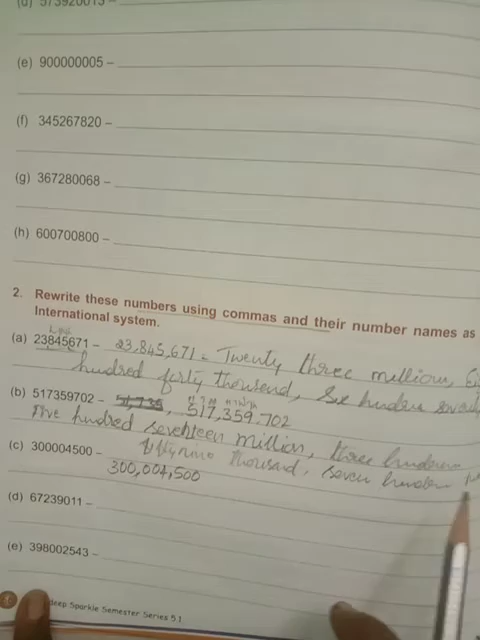 (d) 573920015 –
(e) 900000005 –
(f) 345267820 –
(g) 367280068 –
(h) 600700800 –
2. Rewrite these numbers using commas and their number names as
International system.
(a) 23845671 – 23,845,671 = Twenty three million,
hundred forty thousand, Six hundred
(b) 517359702 – 517,359,702
Five hundred seventeen million, three hundred
thousand, seven hundred
(c) 300004500 –
300,004,500
(d) 67239011 –
(e) 398002543 –
deep Sparkle Semester Series 5.1